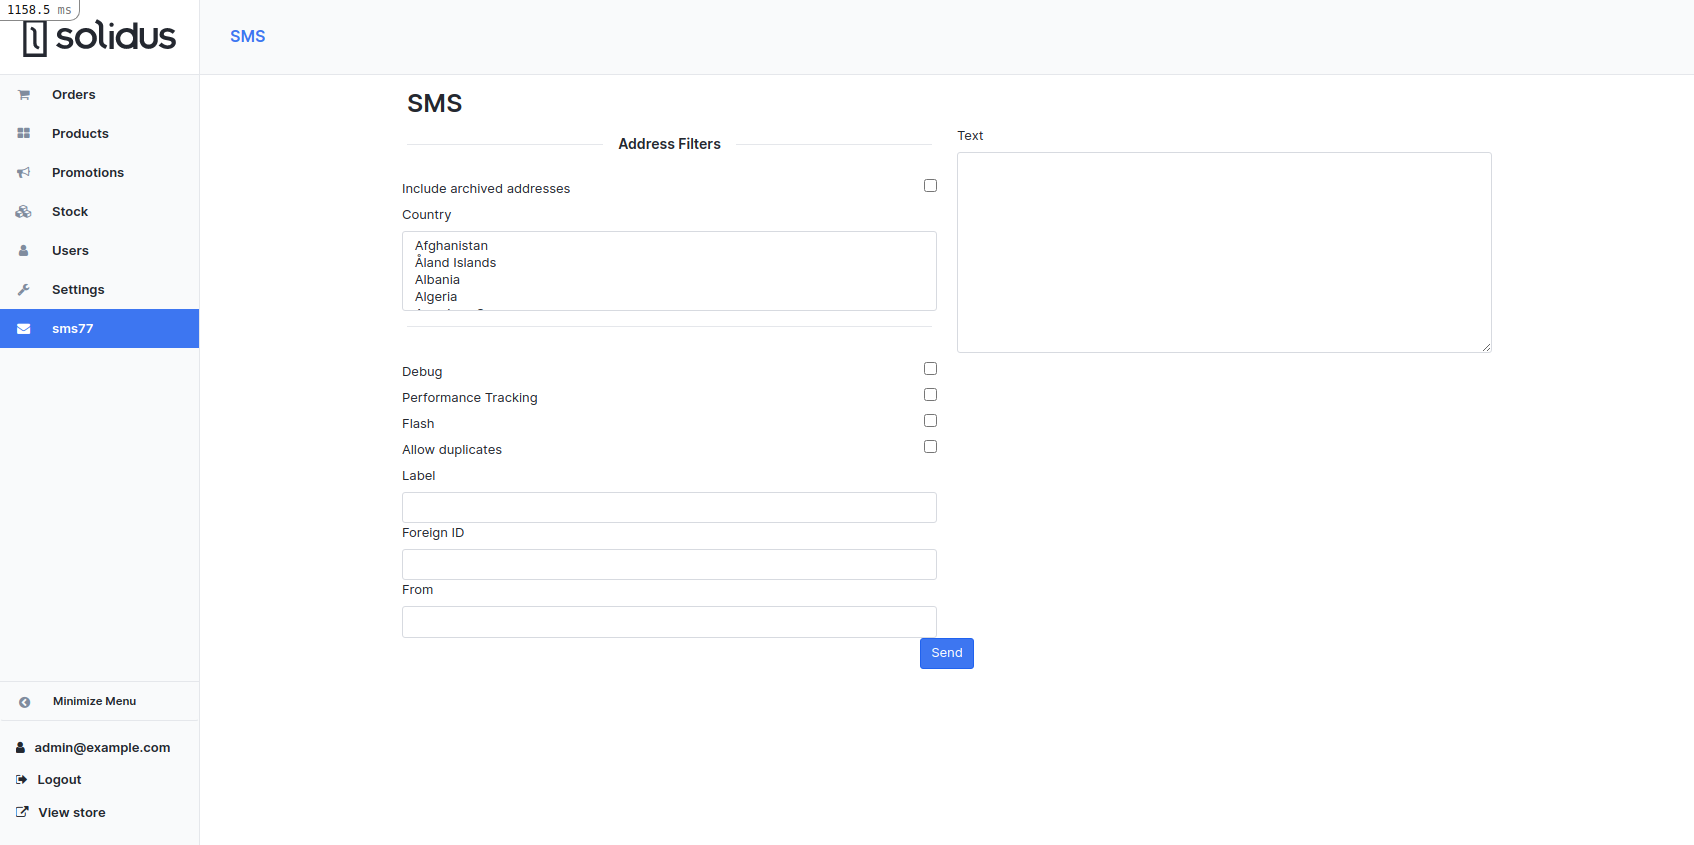 1158.5 ms
solidus
SMS
Orders
Products
Promotions
Stock
Users
Settings
sms77
Minimize Menu
admin@example.com
Logout
View store
SMS
Address Filters
Include archived addresses
Country
Afghanistan
Åland Islands
Albania
Algeria
Debug
Performance Tracking
Flash
Allow duplicates
Label
Foreign ID
From
Text
Send